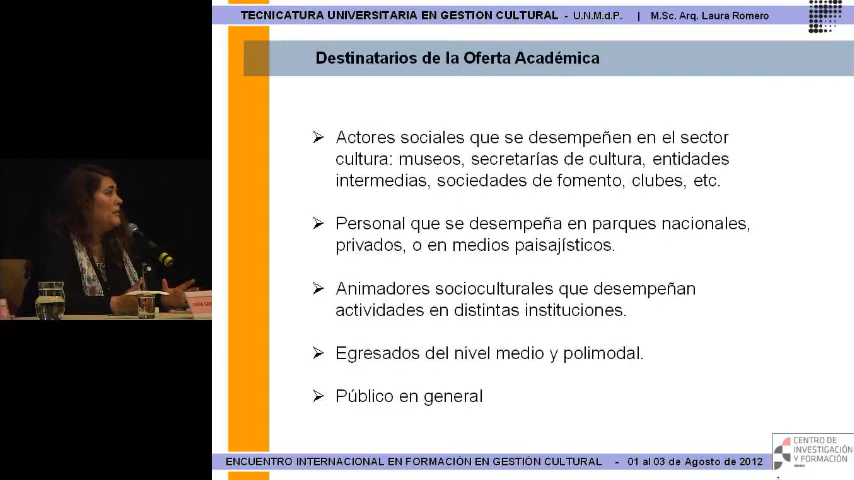 TECNICATURA UNIVERSITARIA EN GESTION CULTURAL - U.N.M.d.P. | M.Sc. Arq. Laura Romero
Destinatarios de la Oferta Académica
➢ Actores sociales que se desempeñen en el sector
cultura: museos, secretarías de cultura, entidades
intermedias, sociedades de fomento, clubes, etc.
➢ Personal que se desempeña en parques nacionales,
privados, o en medios paisajísticos.
➢ Animadores socioculturales que desempeñan
actividades en distintas instituciones.
➢ Egresados del nivel medio y polimodal.
➢ Público en general
ENCUENTRO INTERNACIONAL EN FORMACIÓN EN GESTIÓN CULTURAL - 01 al 03 de Agosto de 2012
CENTRO DE
INVESTIGACIÓN
Y FORMACIÓN